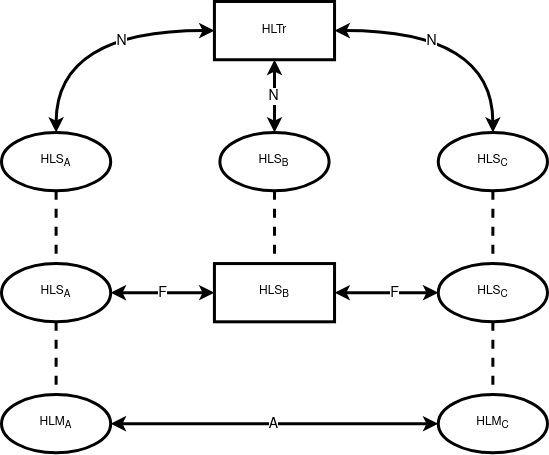 HLTr
N
N
N
HLS_A
HLS_B
HLS_C
HLS_A
F
HLS_B
F
HLS_C
HLM_A
A
HLM_C